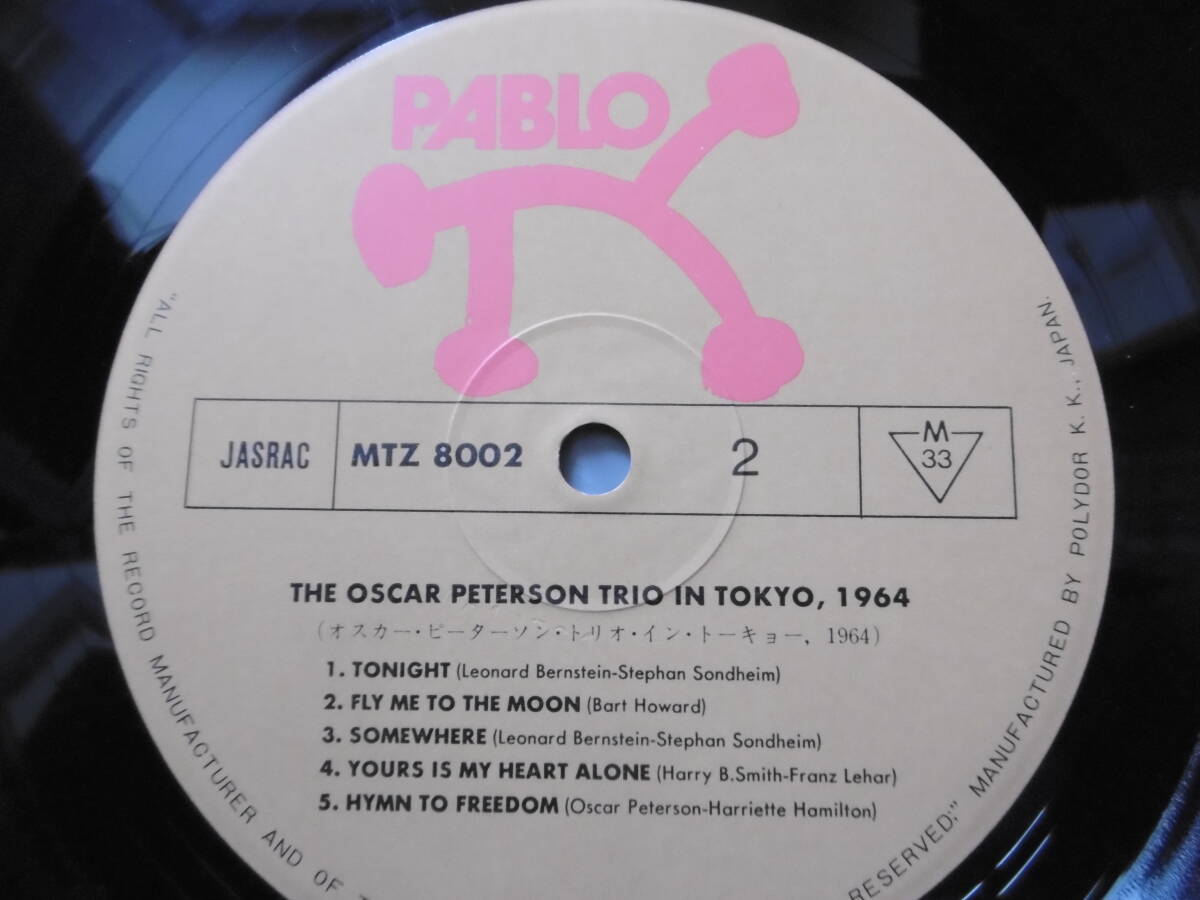 PABLO
JASRAC
MTZ 8002
2
M
33
THE OSCAR PETERSON TRIO IN TOKYO, 1964
(オスカー・ピーターソン・トリオ・イン・トーキョー, 1964)
1. TONIGHT (Leonard Bernstein-Stephan Sondheim)
2. FLY ME TO THE MOON (Bart Howard)
3. SOMEWHERE (Leonard Bernstein-Stephan Sondheim)
4. YOURS IS MY HEART ALONE (Harry B.Smith-Franz Lehar)
5. HYMN TO FREEDOM (Oscar Peterson-Harriette Hamilton)
"ALL RIGHTS OF THE RECORD MANUFACTURER AND OF
RESERVED;" MANUFACTURED BY POLYDOR K. K., JAPAN.